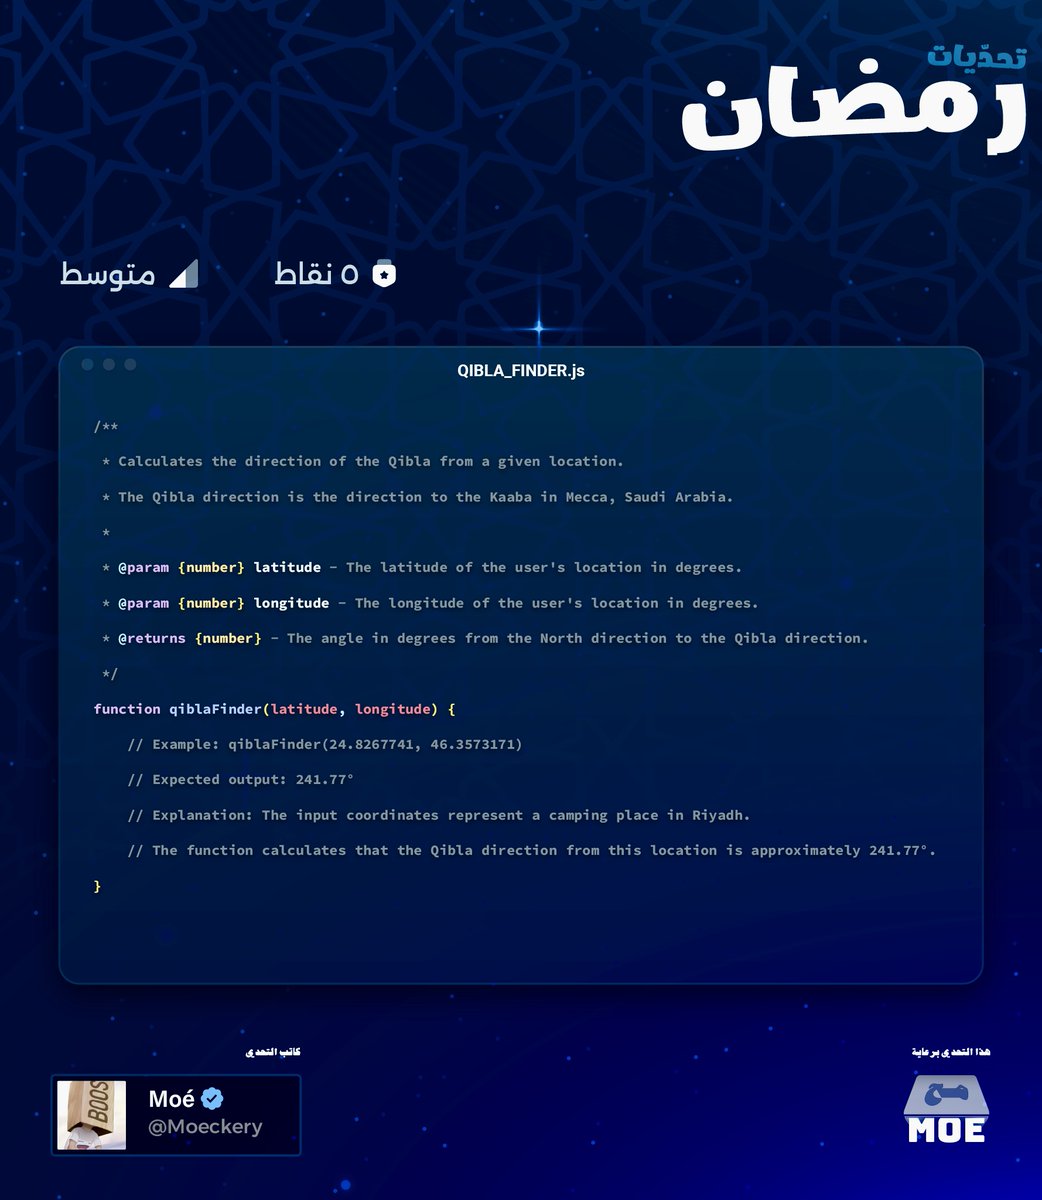 تحدّيات
رمضان
٥ نقاط
متوسط
QIBLA_FINDER.js
/**
* Calculates the direction of the Qibla from a given location.
* The Qibla direction is the direction to the Kaaba in Mecca, Saudi Arabia.
*
* @param {number} latitude - The latitude of the user's location in degrees.
* @param {number} longitude - The longitude of the user's location in degrees.
* @returns {number} - The angle in degrees from the North direction to the Qibla direction.
*/
function qiblaFinder(latitude, longitude) {
// Example: qiblaFinder(24.8267741, 46.3573171)
// Expected output: 241.77°
// Explanation: The input coordinates represent a camping place in Riyadh.
// The function calculates that the Qibla direction from this location is approximately 241.77°.
}
هذا التحدي برعاية
MOE
كاتب التحدي
BOOS
Moé
@Moeckery